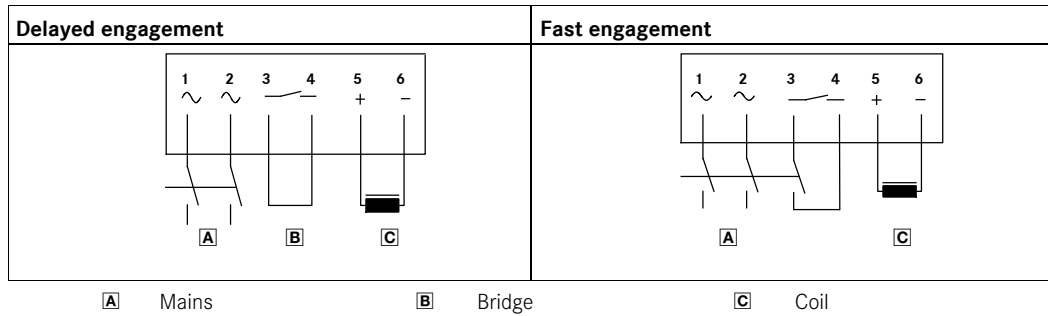 Delayed engagement
Fast engagement
1 2 3 4 5 6
+ −
A B C
1 2 3 4 5 6
+ −
A C
A Mains B Bridge C Coil